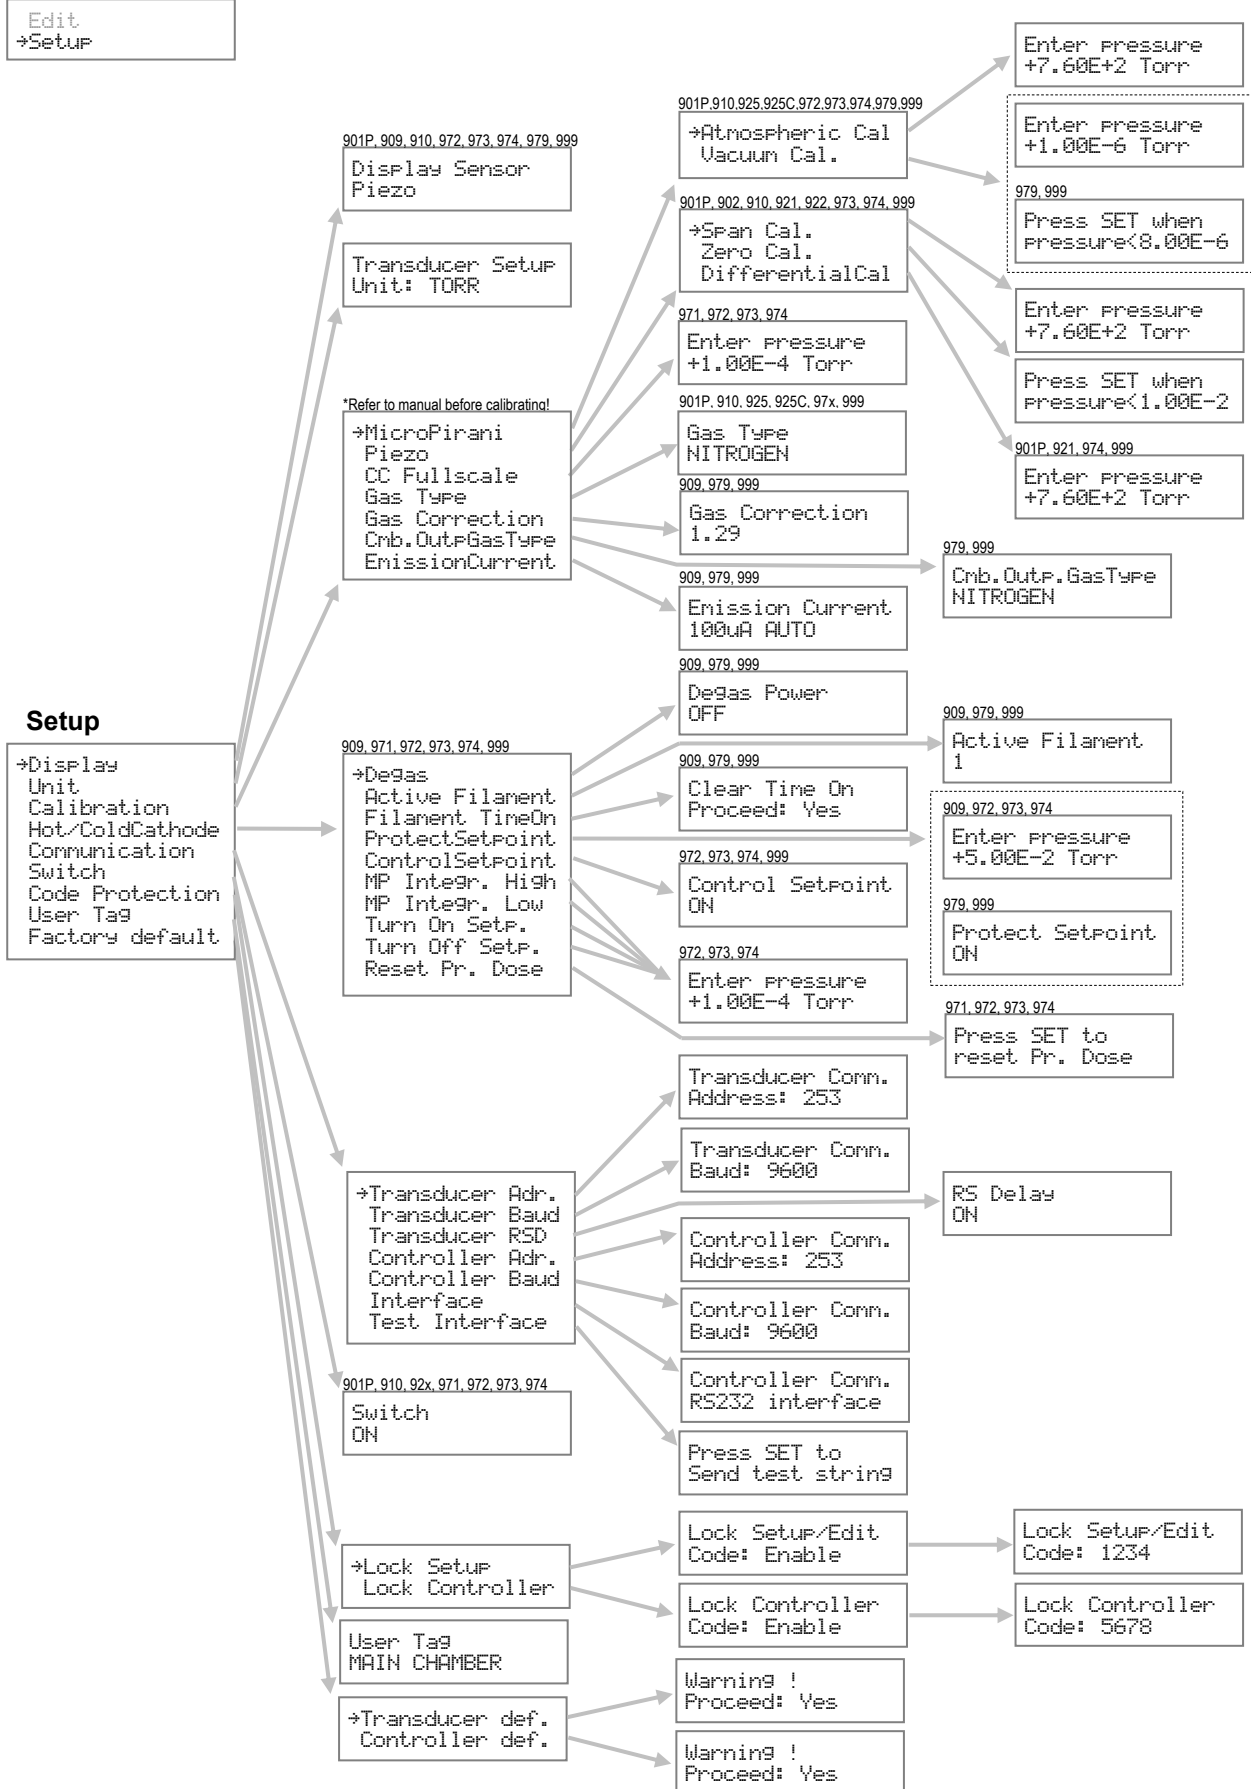 Edit
→Setup
Enter pressure
+7.60E+2 Torr
901P,910,925,925C,972,973,974,979,999
→Atmospheric Cal
Vacuum Cal.
Enter pressure
+1.00E-6 Torr
979, 999
Press SET when
pressure<8.00E-6
901P, 909, 910, 972, 973, 974, 979, 999
Display Sensor
Piezo
901P, 902, 910, 921, 922, 973, 974, 999
→Span Cal.
Zero Cal.
DifferentialCal
Transducer Setup
Unit: TORR
Enter pressure
+7.60E+2 Torr
971, 972, 973, 974
Enter pressure
+1.00E-4 Torr
Press SET when
pressure<1.00E-2
*Refer to manual before calibrating!
→MicroPirani
Piezo
CC Fullscale
Gas Type
Gas Correction
Cmb.OutpGasType
EmissionCurrent
901P, 910, 925, 925C, 97x, 999
Gas Type
NITROGEN
901P, 921, 974, 999
Enter pressure
+7.60E+2 Torr
909, 979, 999
Gas Correction
1.29
979, 999
Cmb.Outp.GasType
NITROGEN
909, 979, 999
Emission Current
100uA AUTO
Setup
→Display
Unit
Calibration
Hot/ColdCathode
Communication
Switch
Code Protection
User Tag
Factory default
909, 971, 972, 973, 974, 999
→Degas
Active Filament
Filament TimeOn
ProtectSetpoint
ControlSetpoint
MP Integr. High
MP Integr. Low
Turn On Setp.
Turn Off Setp.
Reset Pr. Dose
909, 979, 999
Degas Power
OFF
909, 979, 999
Active Filament
1
909, 979, 999
Clear Time On
Proceed: Yes
909, 972, 973, 974
Enter pressure
+5.00E-2 Torr
972, 973, 974, 999
Control Setpoint
ON
979, 999
Protect Setpoint
ON
972, 973, 974
Enter pressure
+1.00E-4 Torr
971, 972, 973, 974
Press SET to
reset Pr. Dose
→Transducer Adr.
Transducer Baud
Transducer RSD
Controller Adr.
Controller Baud
Interface
Test Interface
Transducer Comm.
Address: 253
Transducer Comm.
Baud: 9600
RS Delay
ON
Controller Comm.
Address: 253
Controller Comm.
Baud: 9600
Controller Comm.
RS232 interface
Press SET to
Send test string
901P, 910, 92x, 971, 972, 973, 974
Switch
ON
→Lock Setup
Lock Controller
Lock Setup/Edit
Code: Enable
Lock Setup/Edit
Code: 1234
Lock Controller
Code: Enable
Lock Controller
Code: 5678
User Tag
MAIN CHAMBER
→Transducer def.
Controller def.
Warning !
Proceed: Yes
Warning !
Proceed: Yes